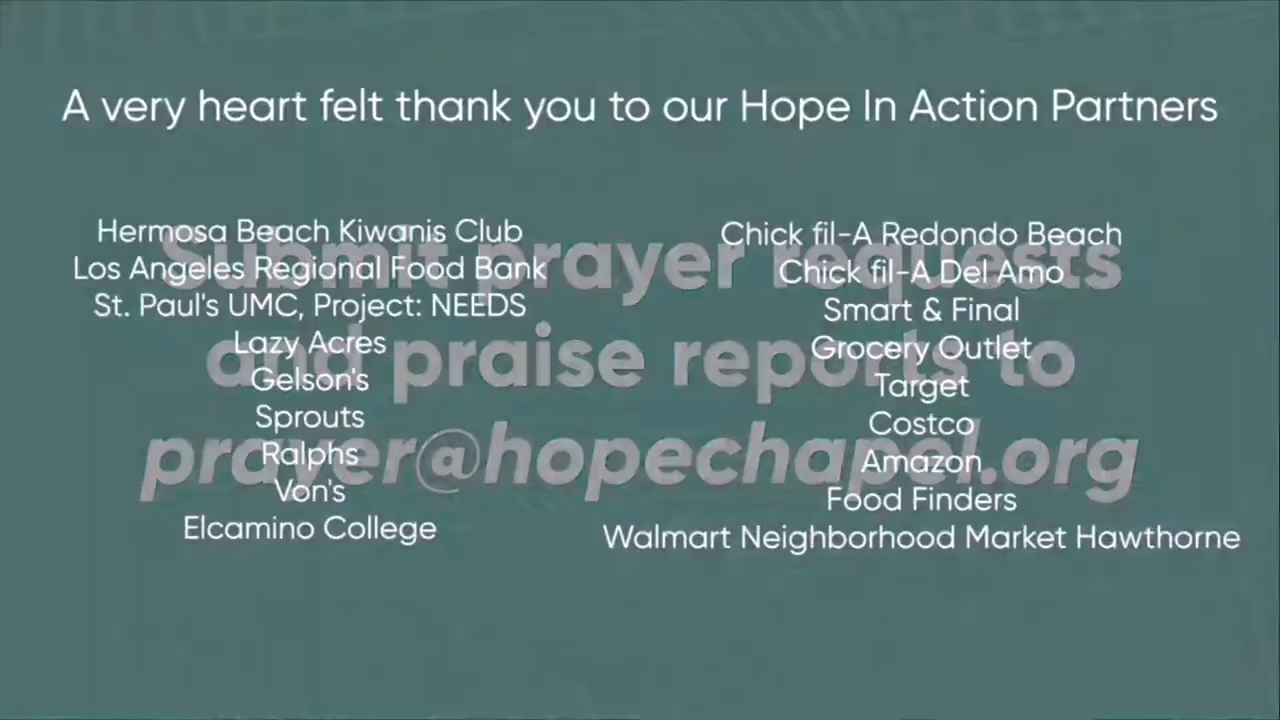 A very heart felt thank you to our Hope In Action Partners
Hermosa Beach Kiwanis Club
Los Angeles Regional Food Bank
St. Paul's UMC, Project: NEEDS
Lazy Acres
Gelson's
Sprouts
Ralphs
Von's
Elcamino College
Chick fil-A Redondo Beach
Chick fil-A Del Amo
Smart & Final
Grocery Outlet
Target
Costco
Amazon
Food Finders
Walmart Neighborhood Market Hawthorne
Submit prayer requests
and praise reports to
prayer@hopechapel.org